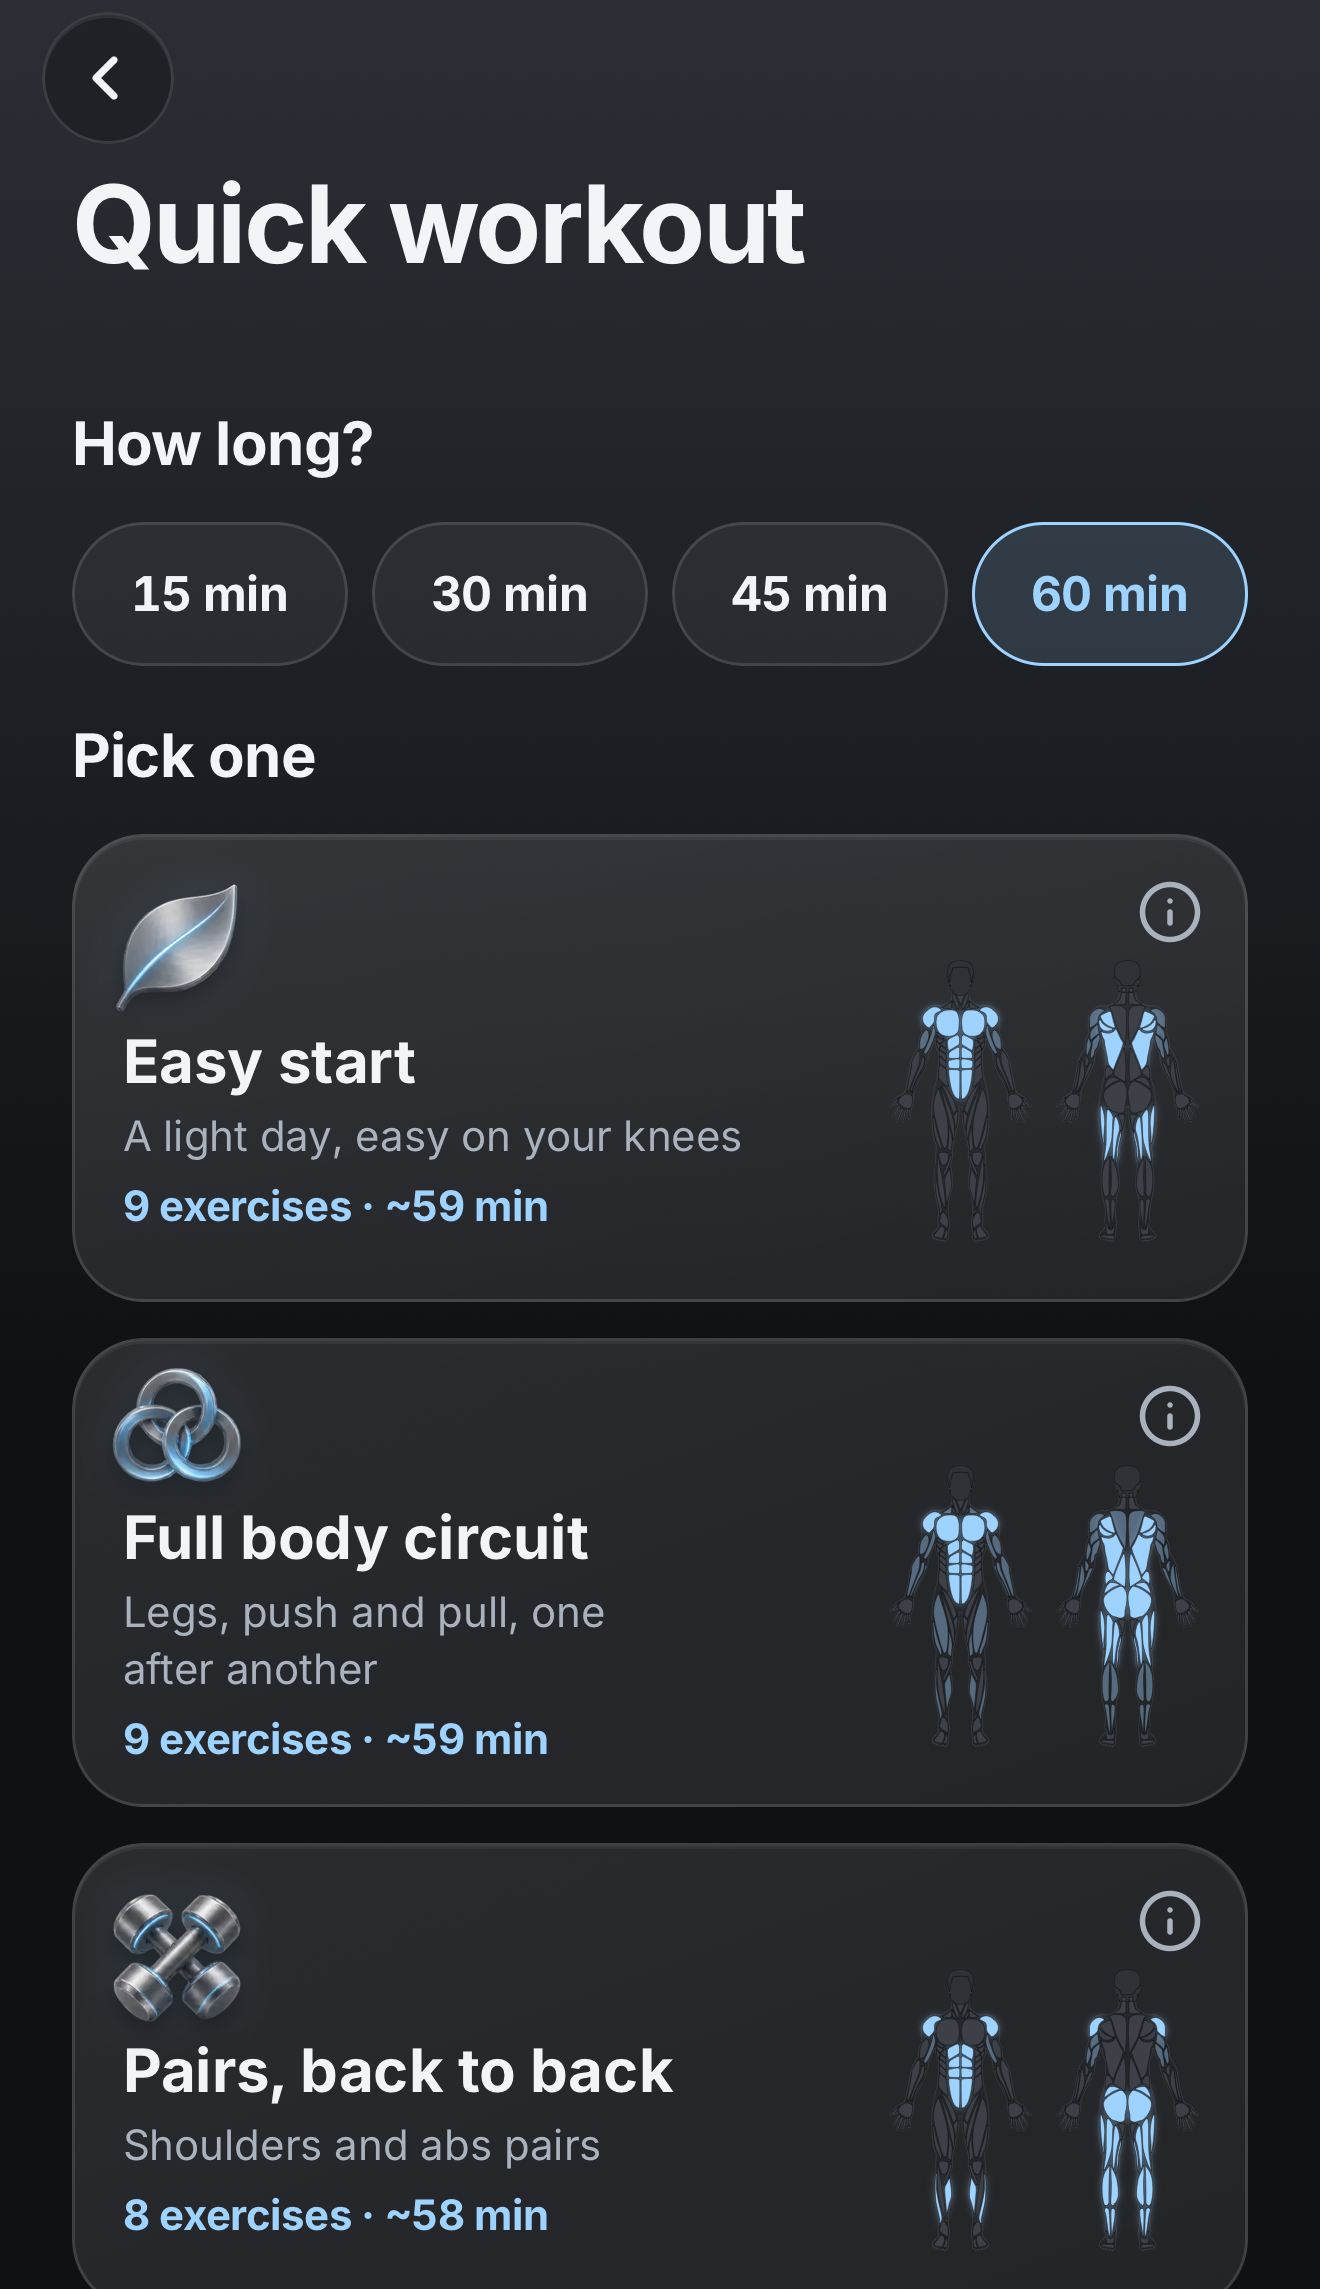 Quick workout
How long?
15 min
30 min
45 min
60 min
Pick one
Easy start
A light day, easy on your knees
9 exercises · ~59 min
Full body circuit
Legs, push and pull, one
after another
9 exercises · ~59 min
Pairs, back to back
Shoulders and abs pairs
8 exercises · ~58 min